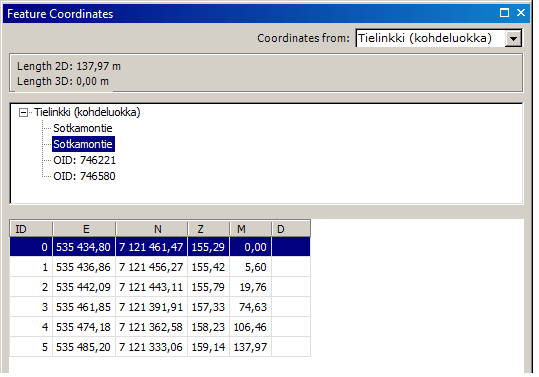 Feature Coordinates
Coordinates from: Tielinkki (kohdeluokka)
Length 2D: 137,97 m
Length 3D: 0,00 m
Tielinkki (kohdeluokka)
Sotkamontie
Sotkamontie
OID: 746221
OID: 746580
ID E N Z M D
0 535 434,80 7 121 461,47 155,29 0,00
1 535 436,86 7 121 456,27 155,42 5,60
2 535 442,09 7 121 443,11 155,79 19,76
3 535 461,85 7 121 391,91 157,33 74,63
4 535 474,18 7 121 362,58 158,23 106,46
5 535 485,20 7 121 333,06 159,14 137,97